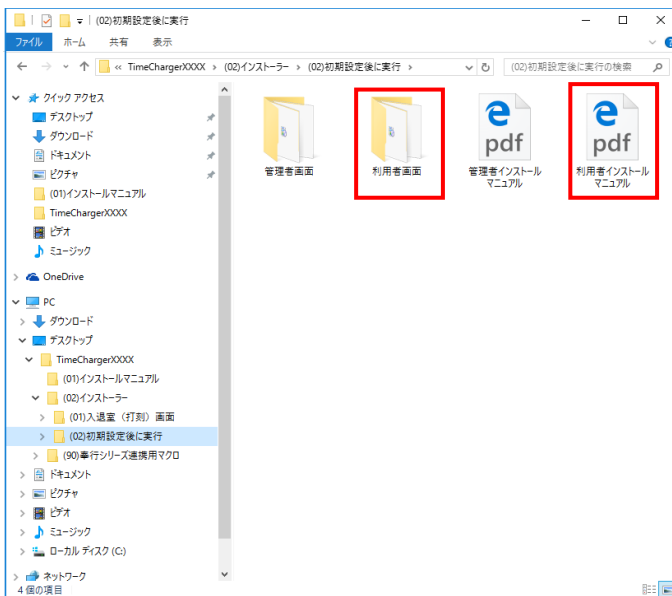 (02)初期設定後に実行
ファイル ホーム 共有 表示
« TimeChargerXXXX › (02)インストーラー › (02)初期設定後に実行 ›
(02)初期設定後に実行の検索
クイック アクセス
デスクトップ
ダウンロード
ドキュメント
ピクチャ
(01)インストールマニュアル
TimeChargerXXXX
ビデオ
ミュージック
OneDrive
PC
ダウンロード
デスクトップ
TimeChargerXXXX
(01)インストールマニュアル
(02)インストーラー
(01)入退室（打刻）画面
(02)初期設定後に実行
(90)奉行シリーズ連携用マクロ
ドキュメント
ピクチャ
ビデオ
ミュージック
ローカル ディスク (C:)
ネットワーク
管理者画面
利用者画面
pdf
管理者インストール
マニュアル
pdf
利用者インストール
マニュアル
4 個の項目